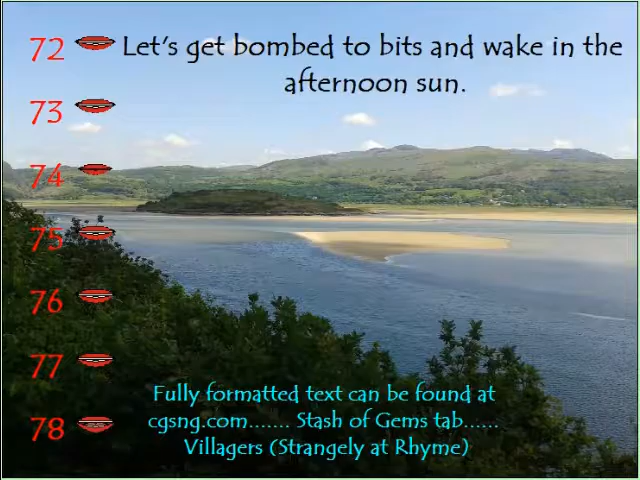 72 Let's get bombed to bits and wake in the
afternoon sun.
73
74
75
76
77
78
Fully formatted text can be found at
cgsng.com....... Stash of Gems tab......
Villagers (Strangely at Rhyme)